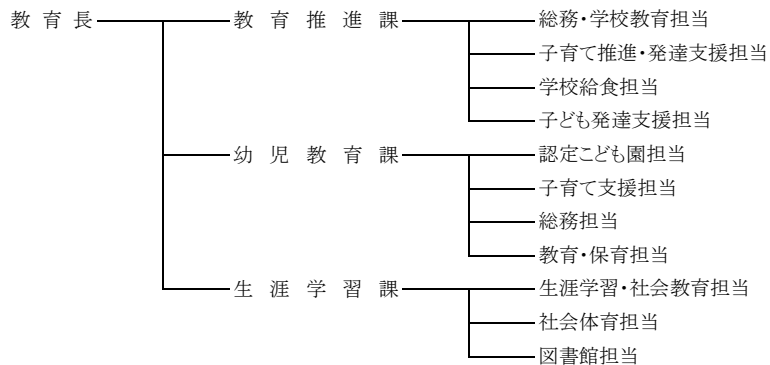 教育長
教育推進課
総務・学校教育担当
子育て推進・発達支援担当
学校給食担当
子ども発達支援担当
幼児教育課
認定こども園担当
子育て支援担当
総務担当
教育・保育担当
生涯学習課
生涯学習・社会教育担当
社会体育担当
図書館担当